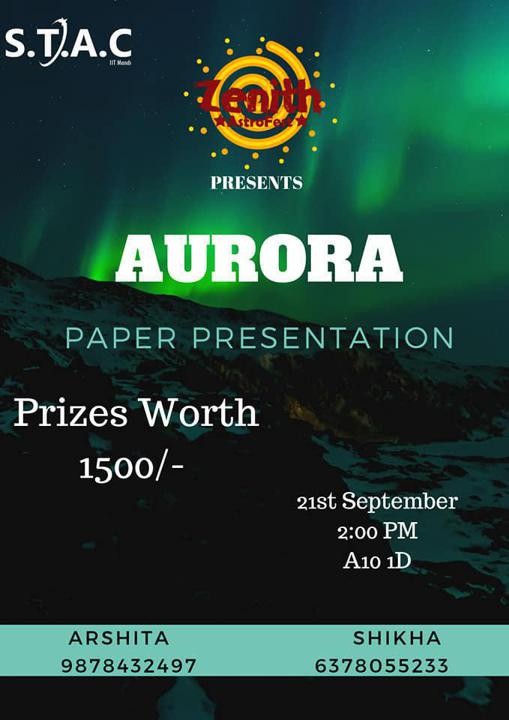 S.T.A.C
IIT Mandi
Zenith
★AstroFest★
PRESENTS
AURORA
PAPER PRESENTATION
Prizes Worth
1500/-
21st September
2:00 PM
A10 1D
ARSHITA
9878432497
SHIKHA
6378055233